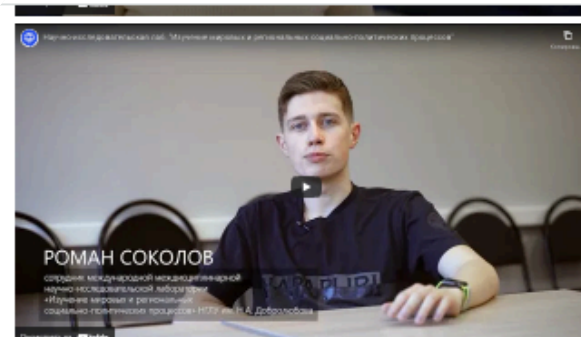 Научно-исследовательская лаб. "Изучение мировых и региональных социально-политических процессов"
РОМАН СОКОЛОВ
сотрудник международной междисциплинарной
научно-исследовательской лаборатории
«Изучение мировых и региональных
социально-политических процессов» НГЛУ им. Н.А. Добролюбова